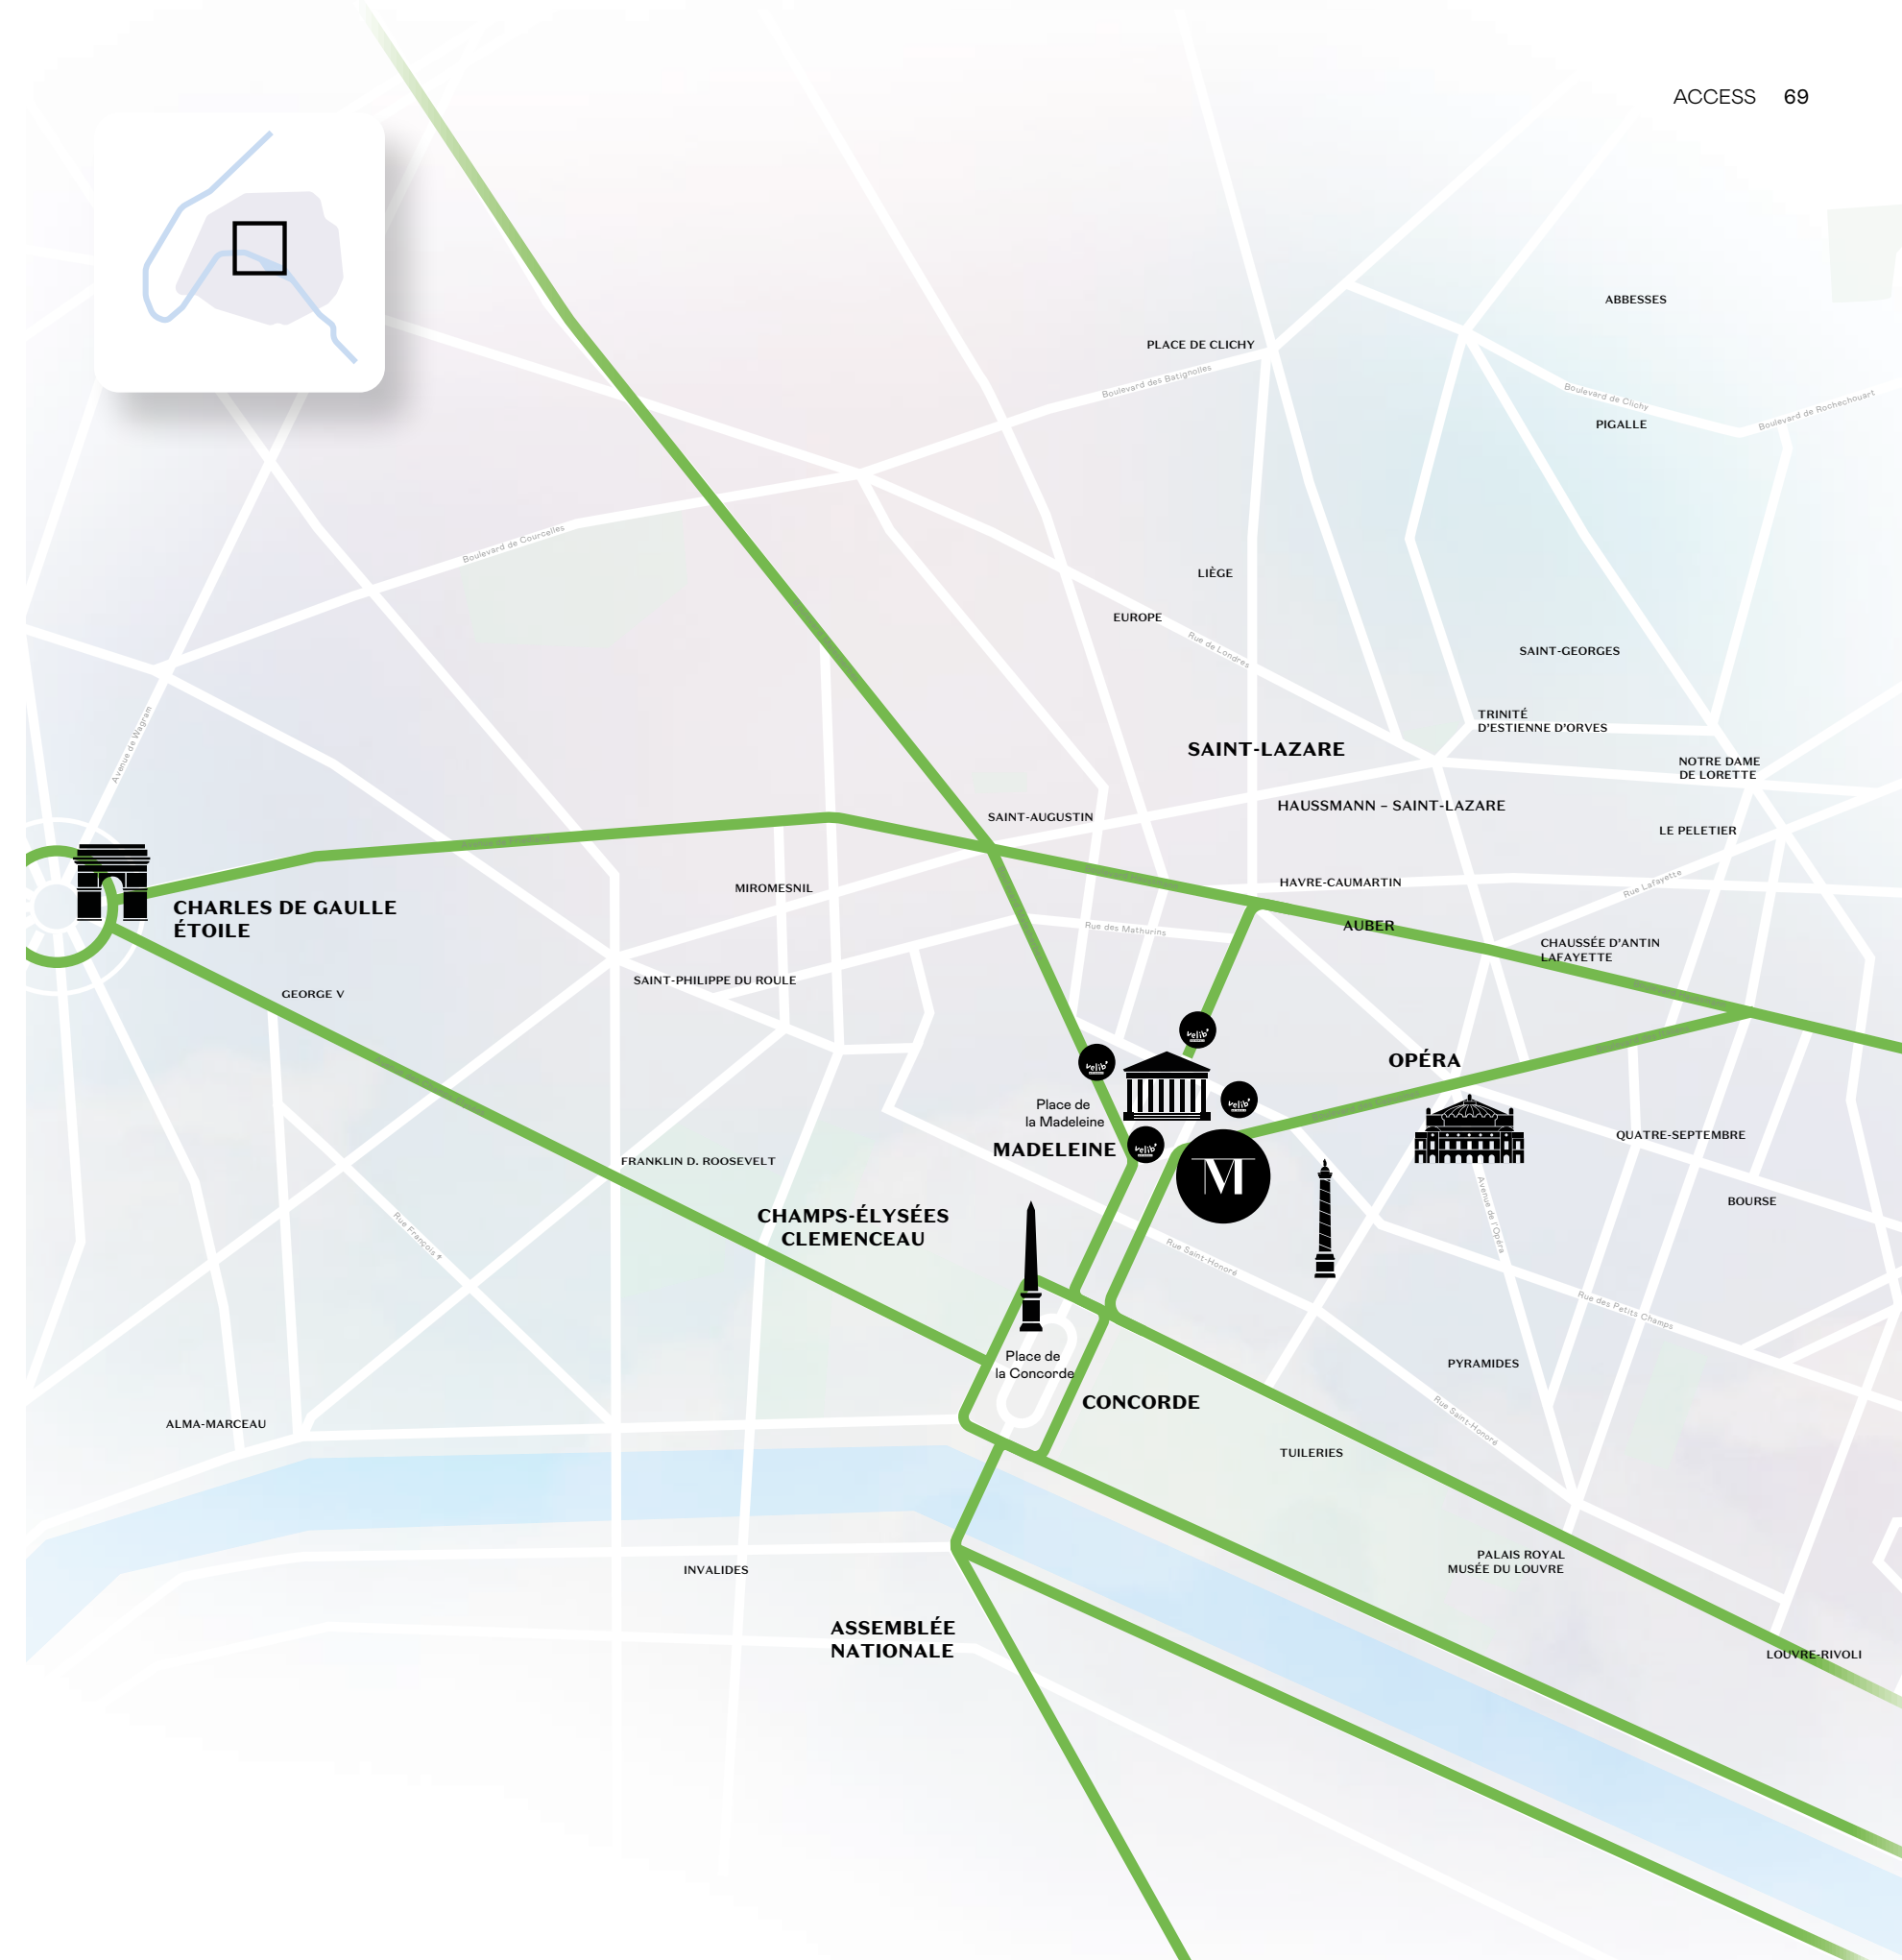 ACCESS 69
ABBESSES
PLACE DE CLICHY
Boulevard des Batignolles
Boulevard de Clichy
Boulevard de Rochechouart
PIGALLE
Boulevard de Courcelles
LIÈGE
EUROPE
Rue de Londres
SAINT-GEORGES
Avenue de Wagram
TRINITÉ
D'ESTIENNE D'ORVES
SAINT-LAZARE
NOTRE DAME
DE LORETTE
HAUSSMANN – SAINT-LAZARE
SAINT-AUGUSTIN
LE PELETIER
MIROMESNIL
HAVRE-CAUMARTIN
Rue Lafayette
CHARLES DE GAULLE
ÉTOILE
Rue des Mathurins
AUBER
CHAUSSÉE D'ANTIN
LAFAYETTE
SAINT-PHILIPPE DU ROULE
GEORGE V
velib'
velib'
OPÉRA
velib'
Place de
la Madeleine
MADELEINE
velib'
M
QUATRE-SEPTEMBRE
FRANKLIN D. ROOSEVELT
BOURSE
CHAMPS-ÉLYSÉES
CLEMENCEAU
Rue François 1ᵉʳ
Rue Saint-Honoré
Avenue de l'Opéra
Rue des Petits Champs
Place de
la Concorde
PYRAMIDES
CONCORDE
Rue Saint-Honoré
ALMA-MARCEAU
TUILERIES
PALAIS ROYAL
MUSÉE DU LOUVRE
INVALIDES
ASSEMBLÉE
NATIONALE
LOUVRE-RIVOLI